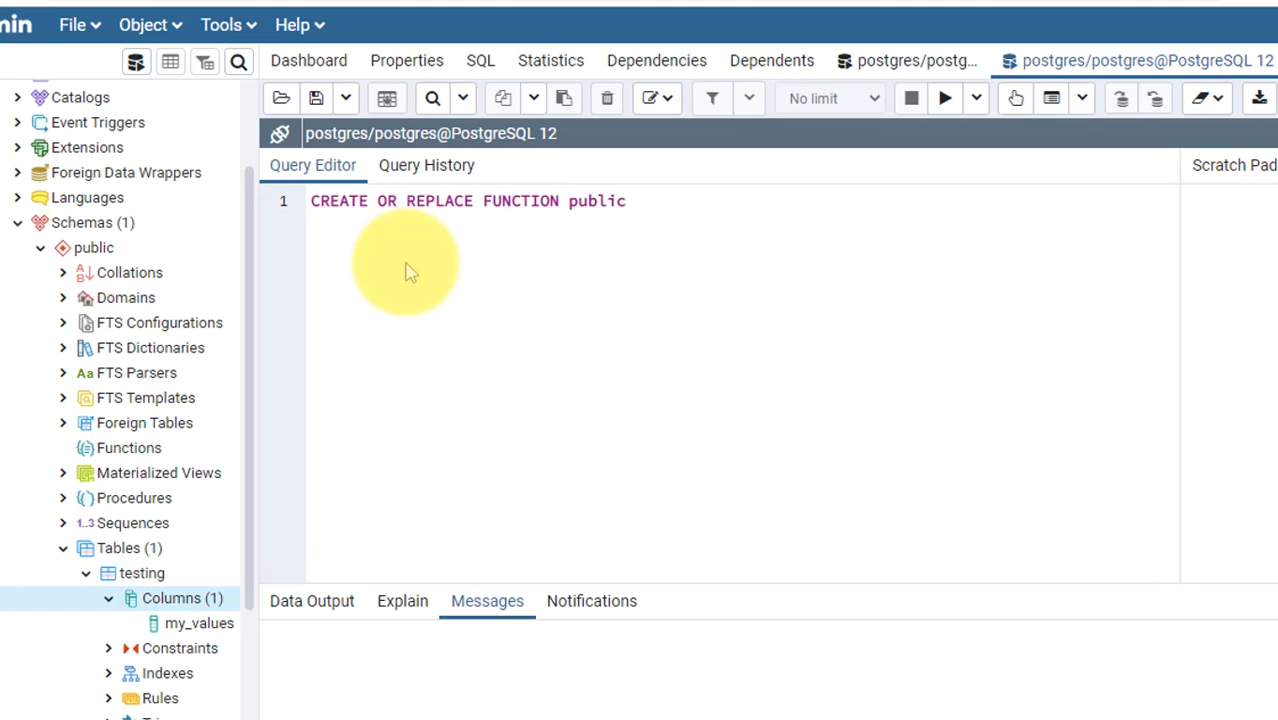 min File Object Tools Help
Dashboard Properties SQL Statistics Dependencies Dependents postgres/postg... postgres/postgres@PostgreSQL 12
No limit
postgres/postgres@PostgreSQL 12
Query Editor Query History Scratch Pad
1 CREATE OR REPLACE FUNCTION public
Catalogs
Event Triggers
Extensions
Foreign Data Wrappers
Languages
Schemas (1)
public
Collations
Domains
FTS Configurations
FTS Dictionaries
Aa FTS Parsers
FTS Templates
Foreign Tables
Functions
Materialized Views
Procedures
1..3 Sequences
Tables (1)
testing
Columns (1)
my_values
Constraints
Indexes
Rules
Data Output Explain Messages Notifications